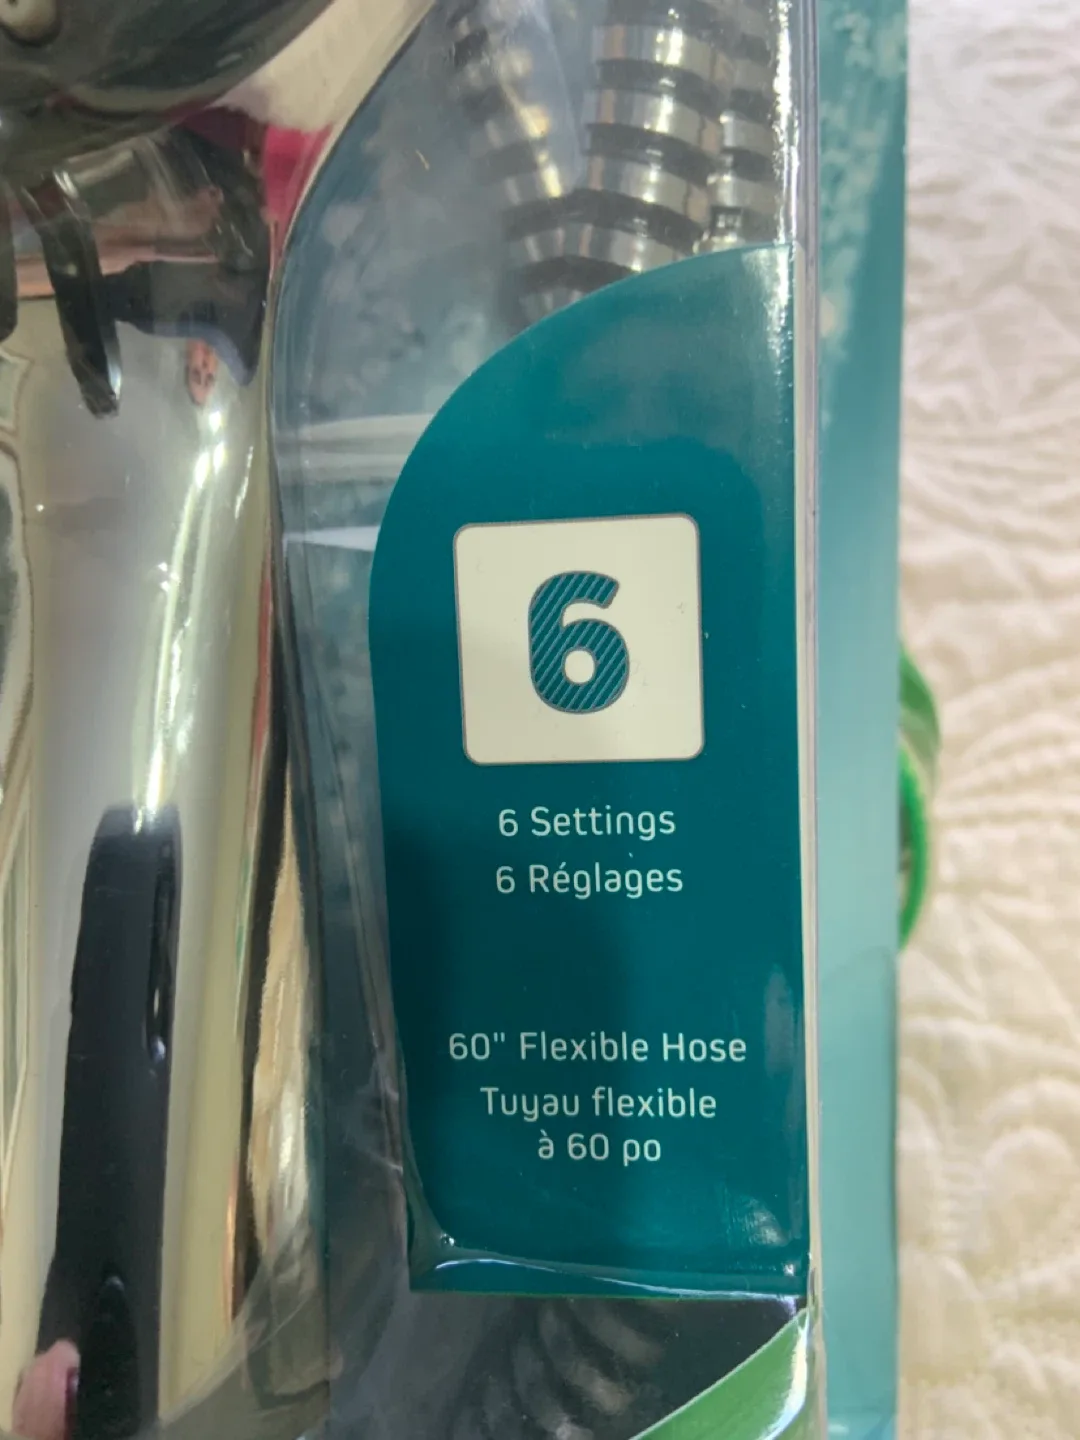 6
6 Settings
6 Réglages
60" Flexible Hose
Tuyau flexible
à 60 po